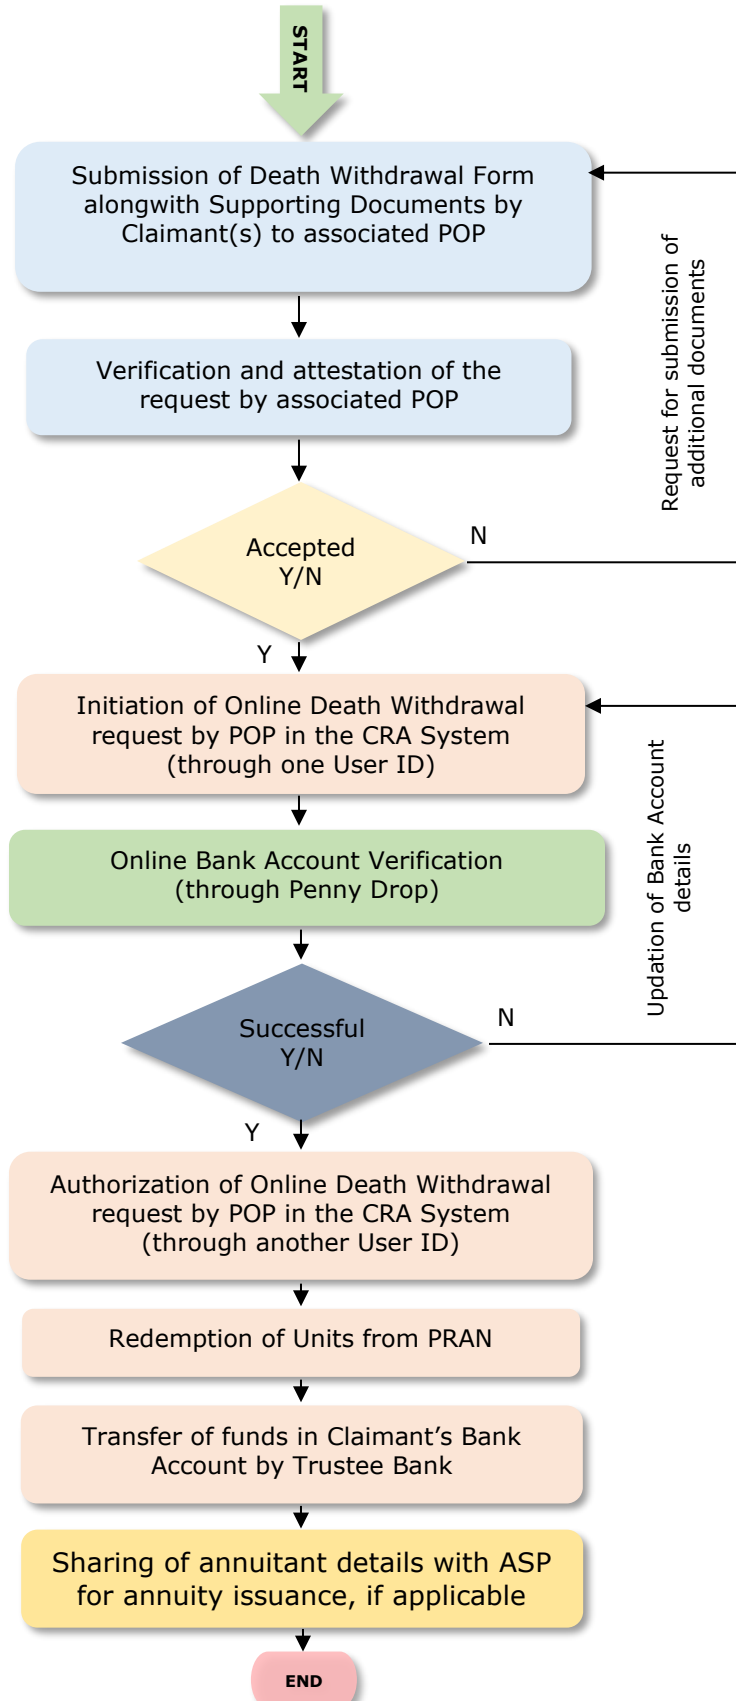 START
Submission of Death Withdrawal Form
alongwith Supporting Documents by
Claimant(s) to associated POP
Request for submission of
additional documents
Verification and attestation of the
request by associated POP
Accepted
Y/N
N
Y
Initiation of Online Death Withdrawal
request by POP in the CRA System
(through one User ID)
Updation of Bank Account
details
Online Bank Account Verification
(through Penny Drop)
Successful
Y/N
N
Y
Authorization of Online Death Withdrawal
request by POP in the CRA System
(through another User ID)
Redemption of Units from PRAN
Transfer of funds in Claimant’s Bank
Account by Trustee Bank
Sharing of annuitant details with ASP
for annuity issuance, if applicable
END